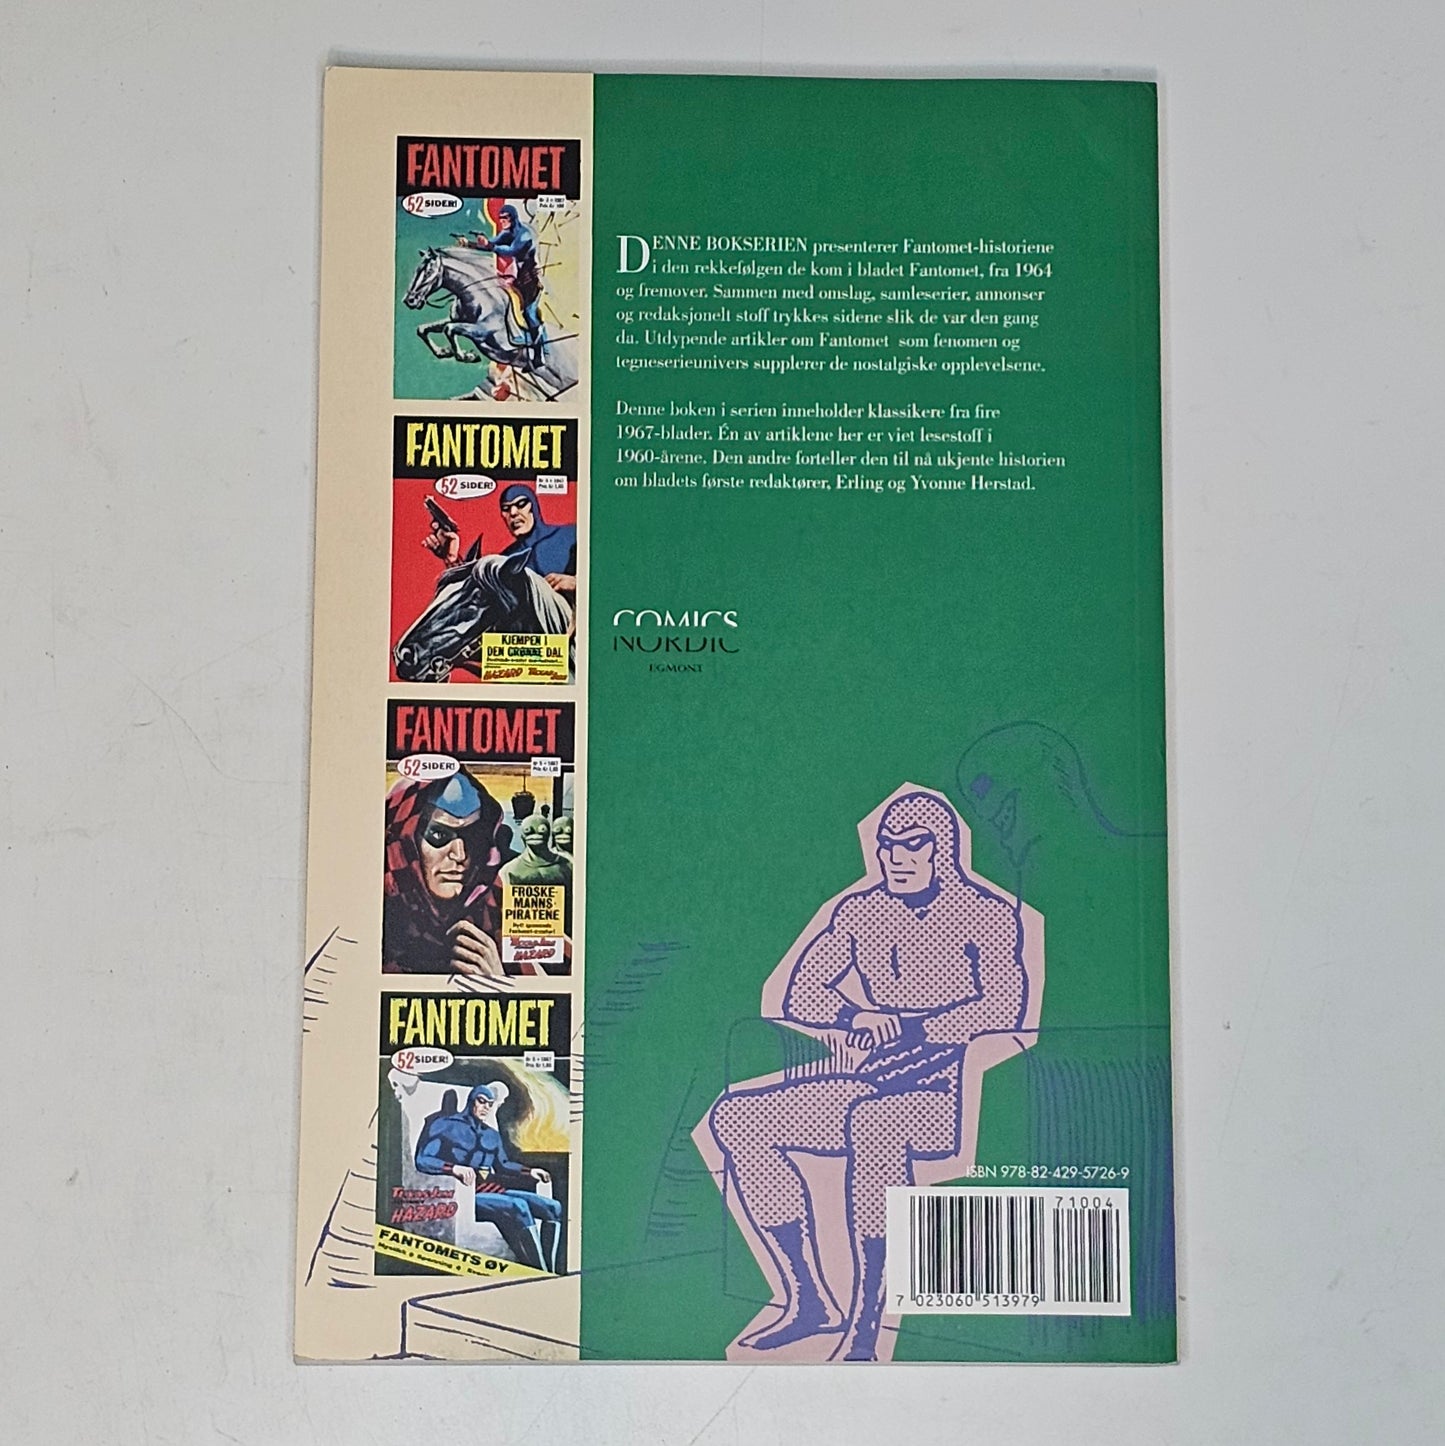 FANTOMET
52 SIDER!
FANTOMET
52 SIDER!
KJEMPEN I
DEN GRØNNE DAL
HAZARD
FANTOMET
52 SIDER!
FROSKE-
MANNS-
PIRATENE
HAZARD
FANTOMET
52 SIDER!
HAZARD
FANTOMETS ØY
DENNE BOKSERIEN presenterer Fantomet-historiene
i den rekkefølgen de kom i bladet Fantomet, fra 1964
og fremover. Sammen med omslag, samleserier, annonser
og redaksjonelt stoff trykkes sidene slik de var den gang
da. Utdypende artikler om Fantomet som fenomen og
tegneserieunivers supplerer de nostalgiske opplevelsene.
Denne boken i serien inneholder klassikere fra fire
1967-blader. Én av artiklene her er viet lesestoff i
1960-årene. Den andre forteller den til nå ukjente historien
om bladets første redaktører, Erling og Yvonne Herstad.
COMICS
NORDIC
EGMONT
ISBN 978-82-429-5726-9
71004
7 023060 513979